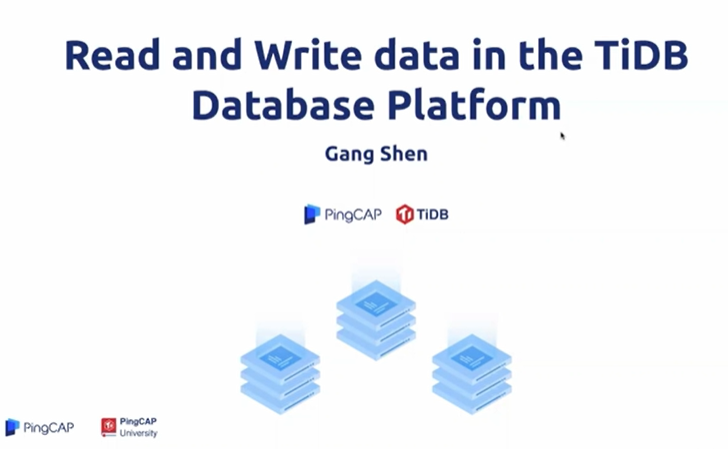 Read and Write data in the TiDB
Database Platform
Gang Shen
PingCAP TiDB
PingCAP
PingCAP
University